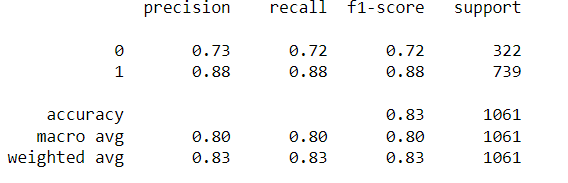 precision recall f1-score support
0 0.73 0.72 0.72 322
1 0.88 0.88 0.88 739
accuracy 0.83 1061
macro avg 0.80 0.80 0.80 1061
weighted avg 0.83 0.83 0.83 1061